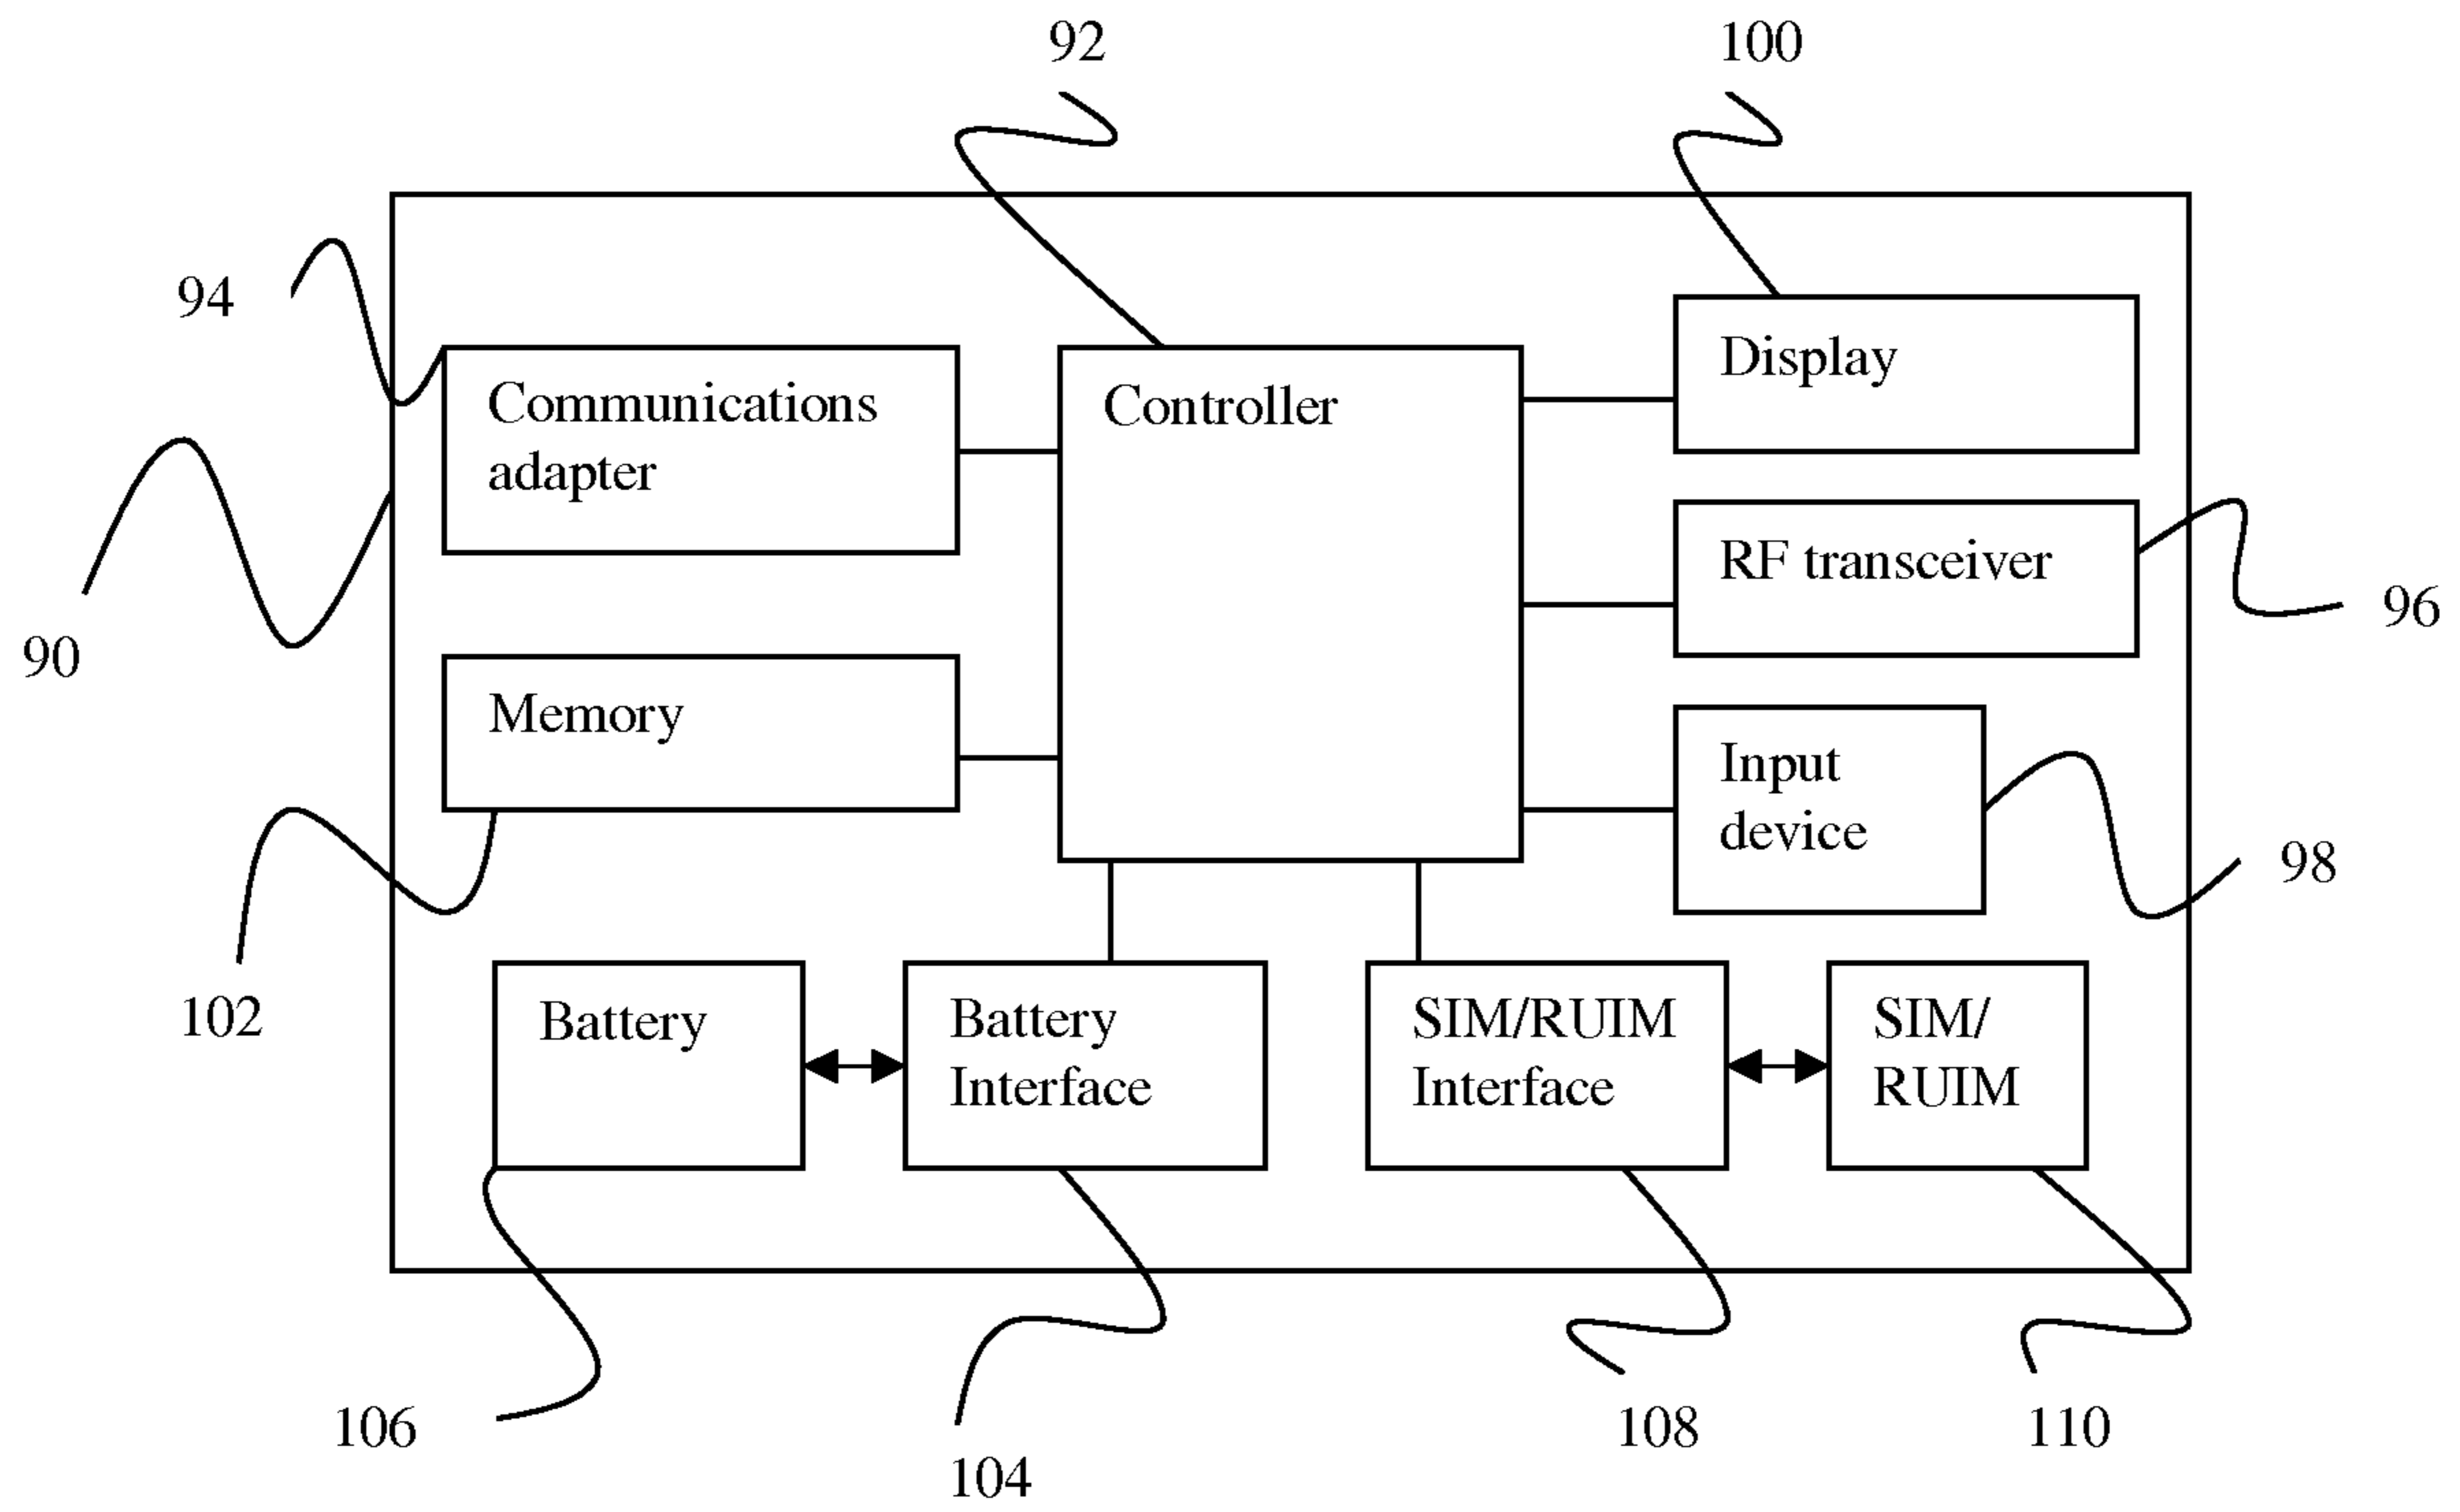 92
100
94
Communications
adapter
Controller
Display
RF transceiver
96
90
Memory
Input
device
98
102
Battery
Battery
Interface
SIM/RUIM
Interface
SIM/
RUIM
106
104
108
110